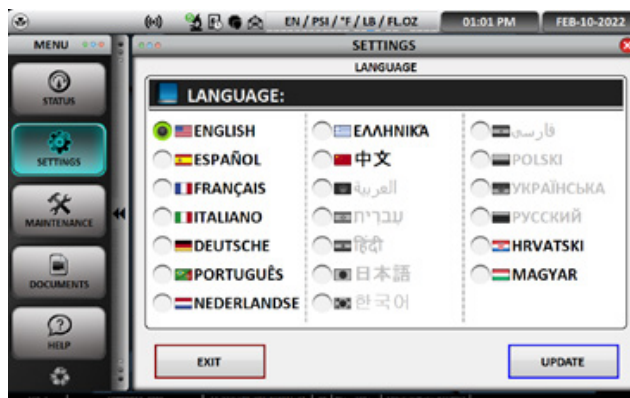 EN / PSI / °F / LB / FL.OZ 01:01 PM FEB-10-2022
MENU
SETTINGS
LANGUAGE
STATUS
SETTINGS
MAINTENANCE
DOCUMENTS
HELP
LANGUAGE:
ENGLISH
ESPAÑOL
FRANÇAIS
ITALIANO
DEUTSCHE
PORTUGUÊS
NEDERLANDSE
ΕΛΛΗΝΙΚΆ
中文
العربية
עברית
हिंदी
日本語
한국어
فارسی
POLSKI
УКРАЇНСЬКА
РУССКИЙ
HRVATSKI
MAGYAR
EXIT
UPDATE